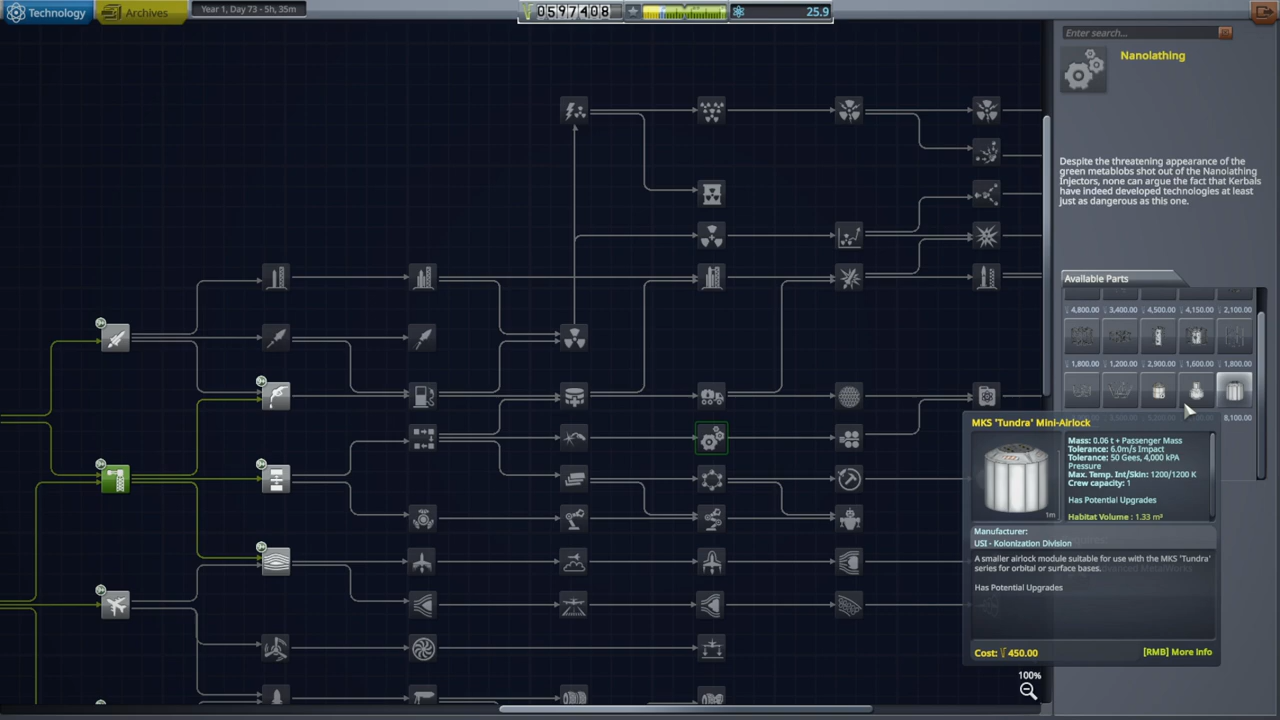 Technology
Archives
Year 1, Day 73 - 5h, 35m
0597408
25.9
Enter search...
Nanolathing
Despite the threatening appearance of the
green metablobs shot out of the Nanolathing
Injectors, none can argue the fact that Kerbals
have indeed developed technologies at least
just as dangerous as this one.
Available Parts
4,800.00 3,400.00 4,500.00 4,150.00 2,100.00
1,800.00 1,200.00 2,900.00 1,600.00 1,800.00
8,100.00
MKS 'Tundra' Mini-Airlock
Mass: 0.06 t + Passenger Mass
Tolerance: 6.0m/s Impact
Tolerance: 50 Gees, 4,000 kPA
Pressure
Max. Temp. Int/Skin: 1200/1200 K
Crew capacity: 1
Has Potential Upgrades
Habitat Volume : 1.33 m³
1m
Manufacturer:
USI - Kolonization Division
A smaller airlock module suitable for use with the MKS 'Tundra'
series for orbital or surface bases.
Has Potential Upgrades
Cost: 450.00
[RMB] More Info
100%